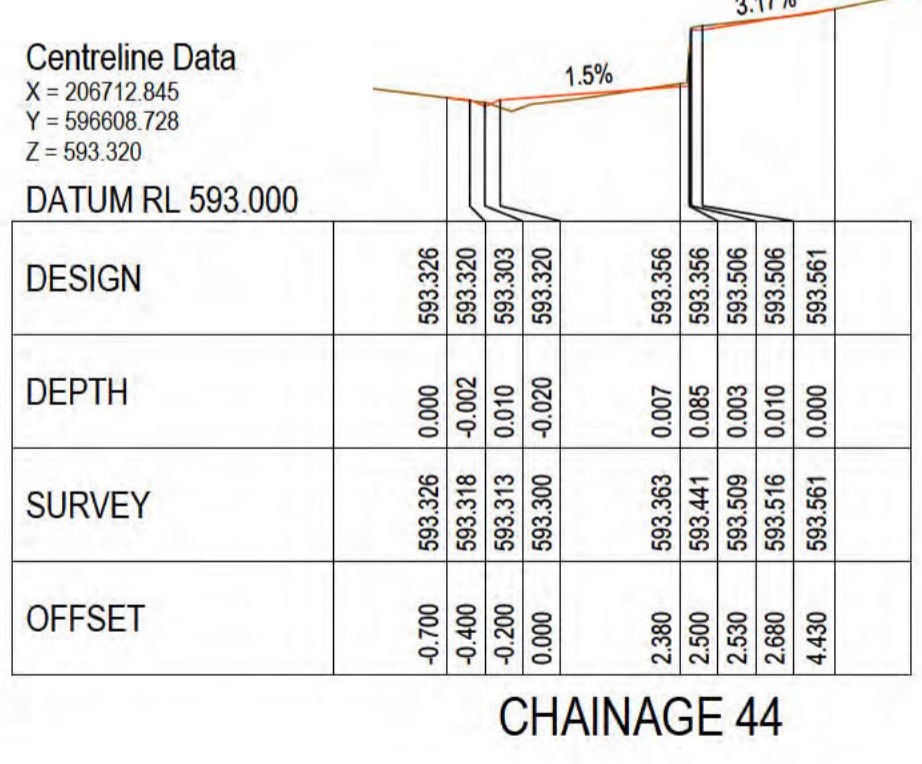 3.17%
Centreline Data
1.5%
X = 206712.845
Y = 596608.728
Z = 593.320
DATUM RL 593.000
DESIGN 593.326 593.320 593.303 593.320 593.356 593.356 593.506 593.506 593.561
DEPTH 0.000 -0.002 0.010 -0.020 0.007 0.085 0.003 0.010 0.000
SURVEY 593.326 593.318 593.313 593.300 593.363 593.441 593.509 593.516 593.561
OFFSET -0.700 -0.400 -0.200 0.000 2.380 2.500 2.530 2.680 4.430
CHAINAGE 44